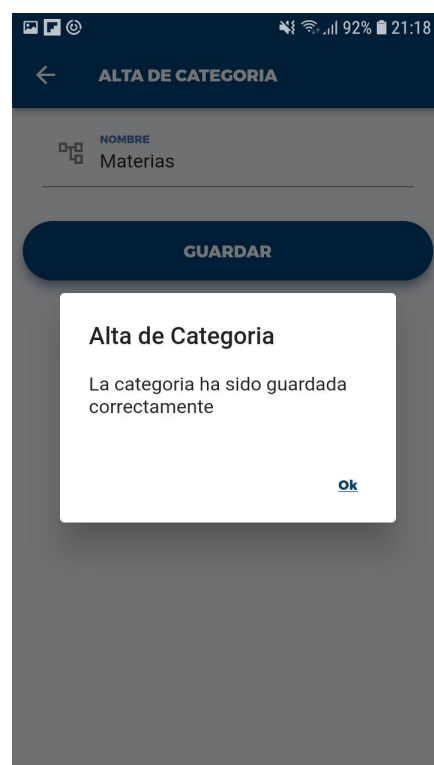 92% 21:18
ALTA DE CATEGORIA
NOMBRE
Materias
GUARDAR
Alta de Categoria
La categoria ha sido guardada
correctamente
Ok